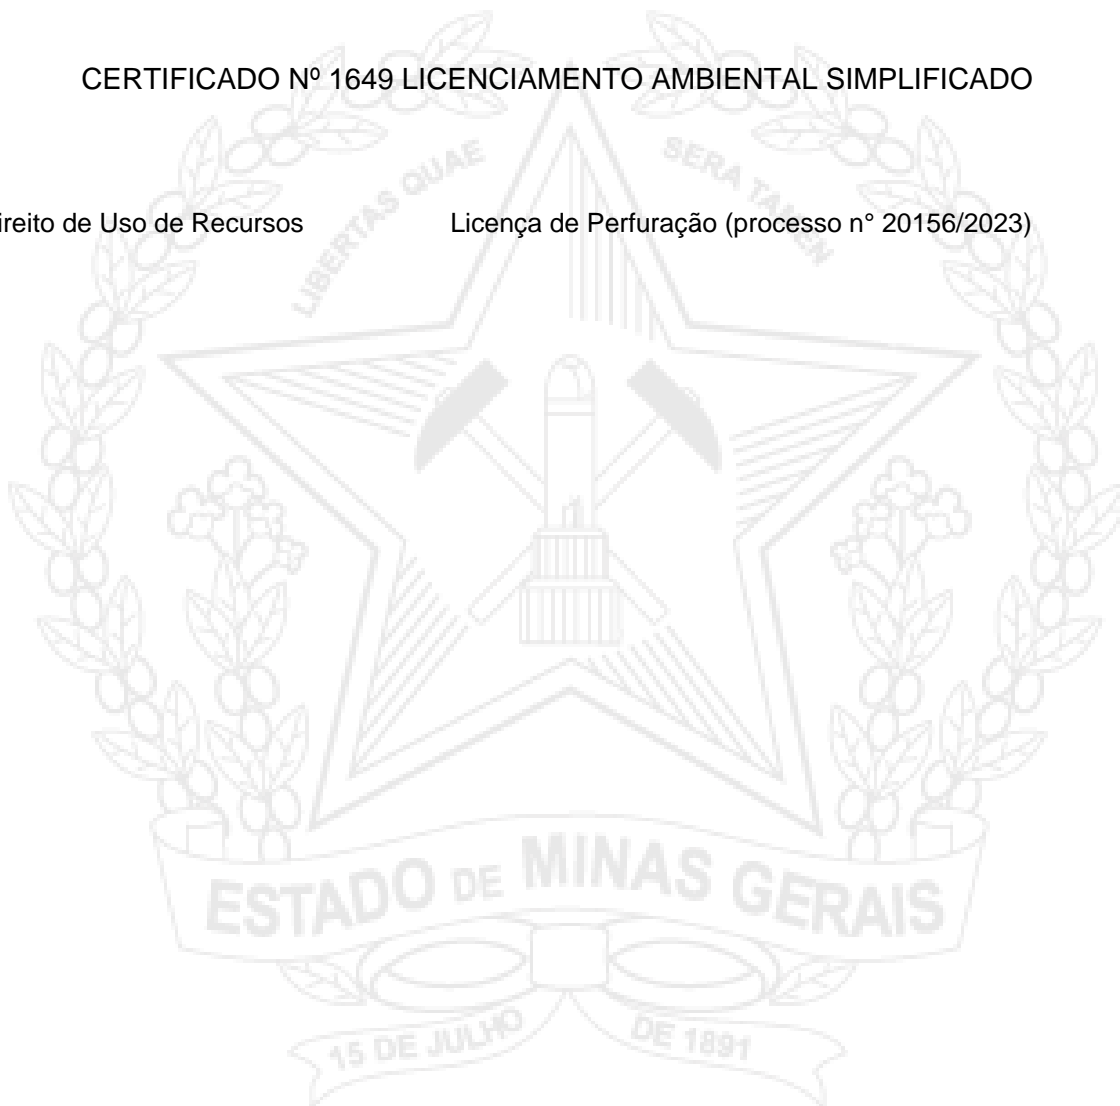 CERTIFICADO Nº 1649 LICENCIAMENTO AMBIENTAL SIMPLIFICADO
LIBERTAS QUAE SERA TAMEN
ireito de Uso de Recursos Licença de Perfuração (processo n° 20156/2023)
ESTADO DE MINAS GERAIS
15 DE JULHO DE 1891